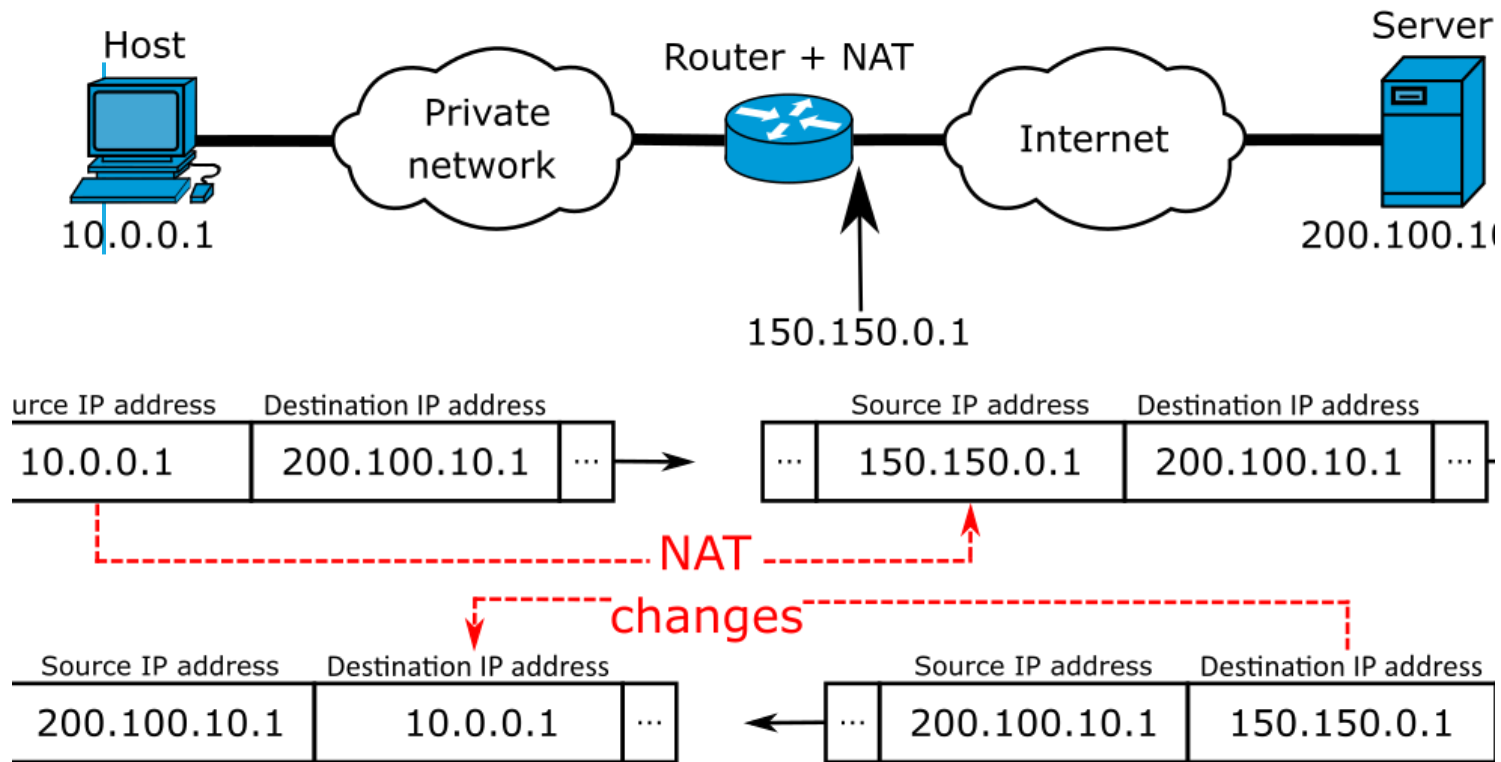 Host
Router + NAT
Server
Private
network
Internet
10.0.0.1
200.100.10
150.150.0.1
urce IP address Destination IP address Source IP address Destination IP address
10.0.0.1 200.100.10.1 ... ... 150.150.0.1 200.100.10.1 ...
NAT
changes
Source IP address Destination IP address Source IP address Destination IP address
200.100.10.1 10.0.0.1 ... ... 200.100.10.1 150.150.0.1